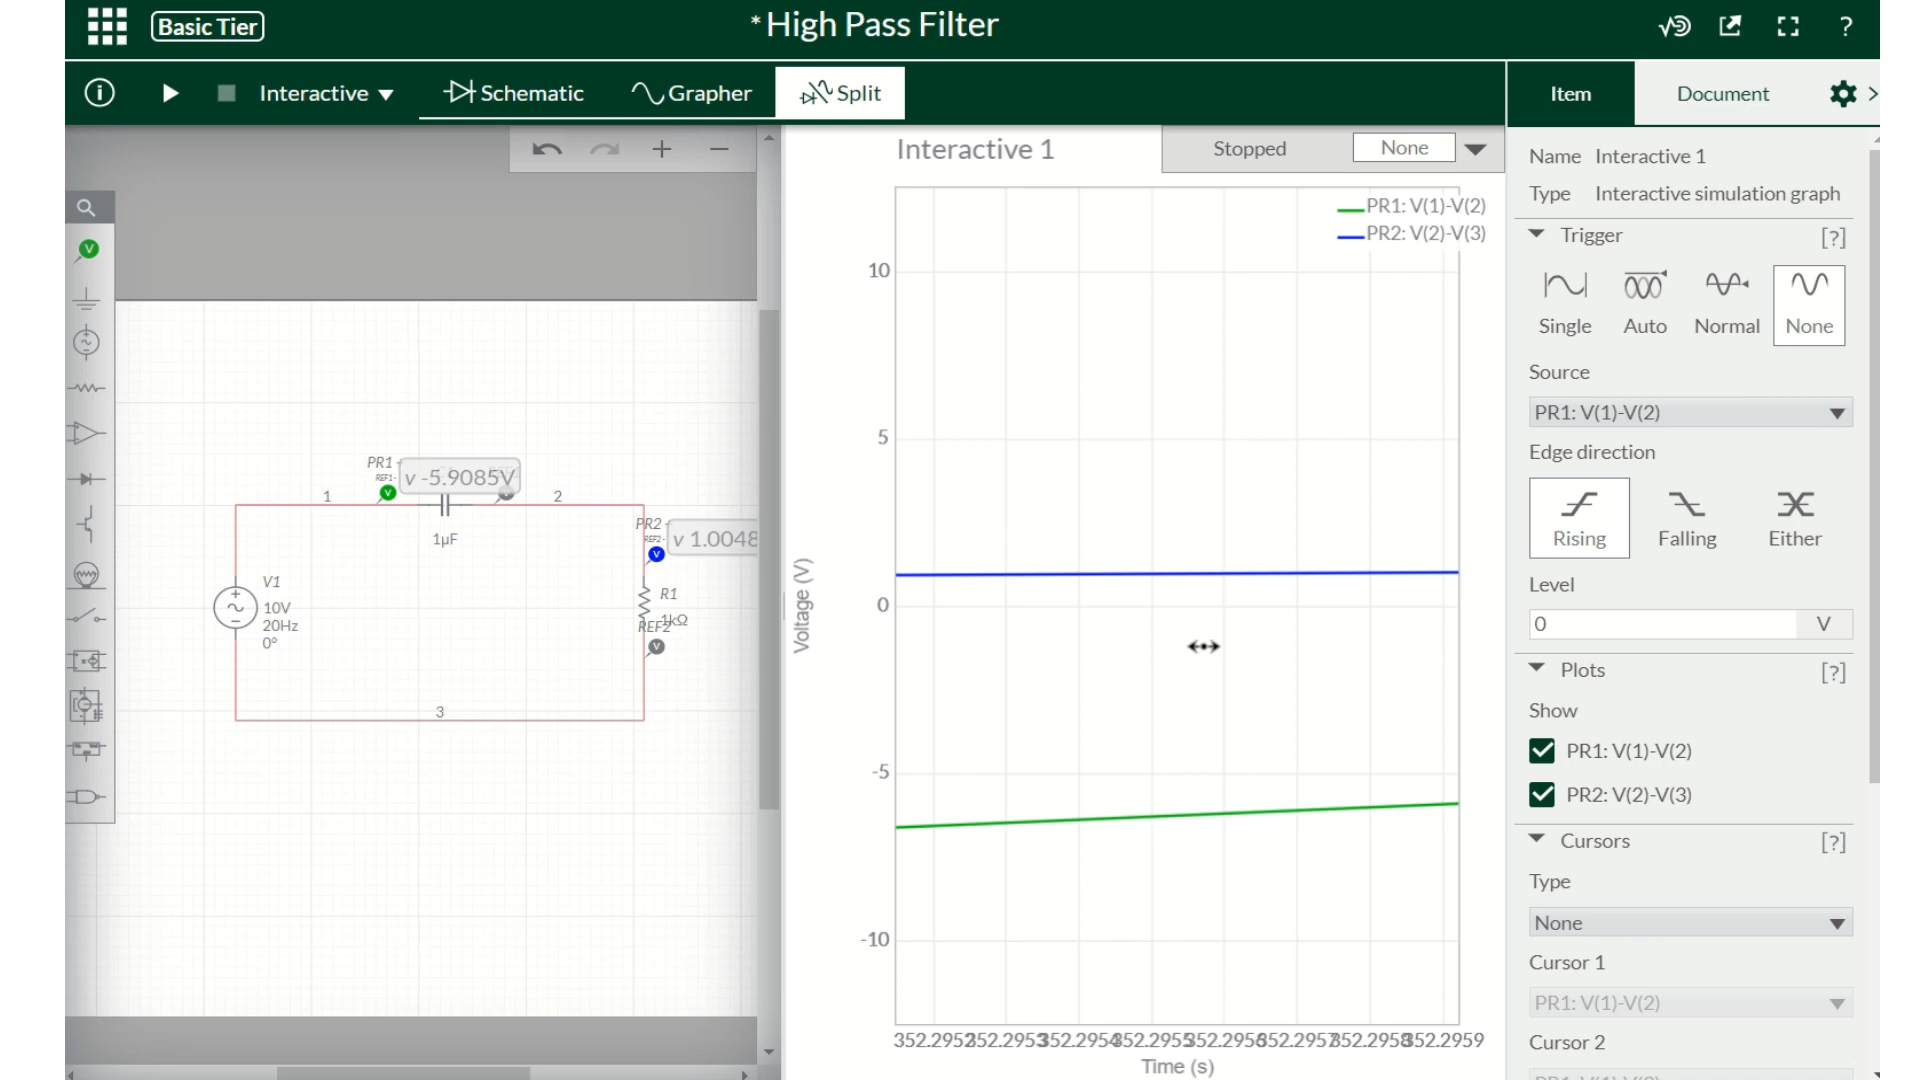 Basic Tier
*High Pass Filter
?
Interactive
Schematic
Grapher
Split
Item
Document
Interactive 1
Stopped
None
PR1: V(1)-V(2)
PR2: V(2)-V(3)
10
5
0
-5
-10
Voltage (V)
352.2952
352.2953
352.2954
352.2955
352.2956
352.2957
352.2958
352.2959
Time (s)
V
PR1
REF1
v -5.9085V
V
1
2
1µF
PR2
REF2
v 1.0048
V
V1
10V
20Hz
0°
R1
1kΩ
REF2
V
3
Name Interactive 1
Type Interactive simulation graph
Trigger
[?]
Single
Auto
Normal
None
Source
PR1: V(1)-V(2)
Edge direction
Rising
Falling
Either
Level
0
V
Plots
[?]
Show
PR1: V(1)-V(2)
PR2: V(2)-V(3)
Cursors
[?]
Type
None
Cursor 1
PR1: V(1)-V(2)
Cursor 2